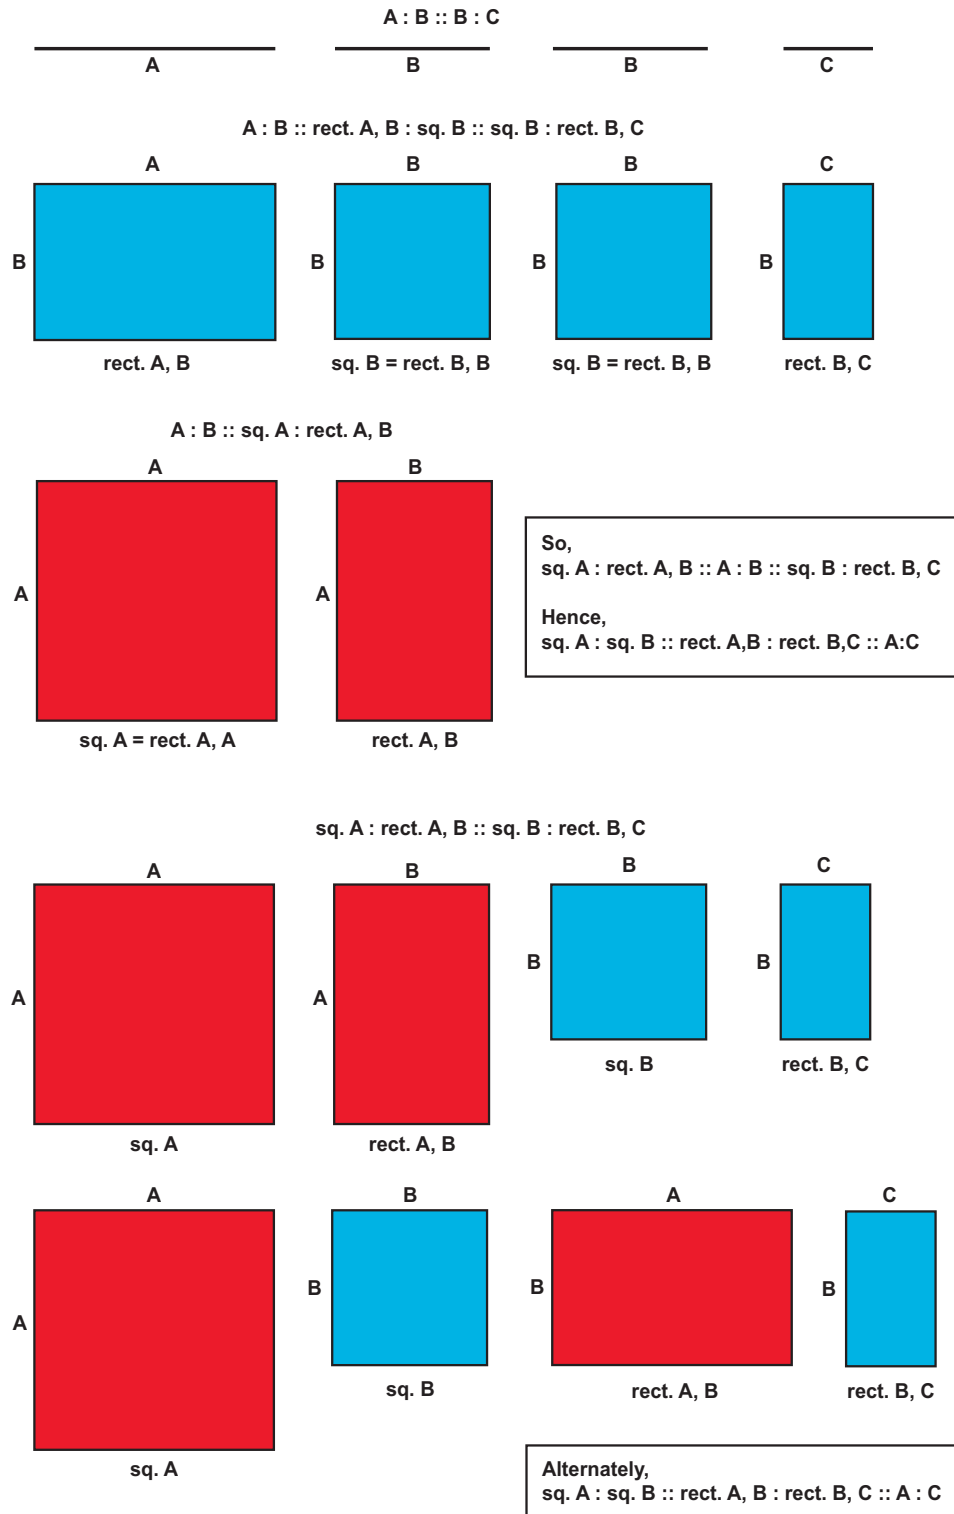 A : B :: B : C
A B B C
A : B :: rect. A, B : sq. B :: sq. B : rect. B, C
A B B C
B B B B
rect. A, B sq. B = rect. B, B sq. B = rect. B, B rect. B, C
A : B :: sq. A : rect. A, B
A B
So,
sq. A : rect. A, B :: A : B :: sq. B : rect. B, C
A A
Hence,
sq. A : sq. B :: rect. A,B : rect. B,C :: A:C
sq. A = rect. A, A rect. A, B
sq. A : rect. A, B :: sq. B : rect. B, C
A B B C
B B
A A
sq. B rect. B, C
sq. A rect. A, B
A B A C
B B B
A
sq. B rect. A, B rect. B, C
sq. A
Alternately,
sq. A : sq. B :: rect. A, B : rect. B, C :: A : C